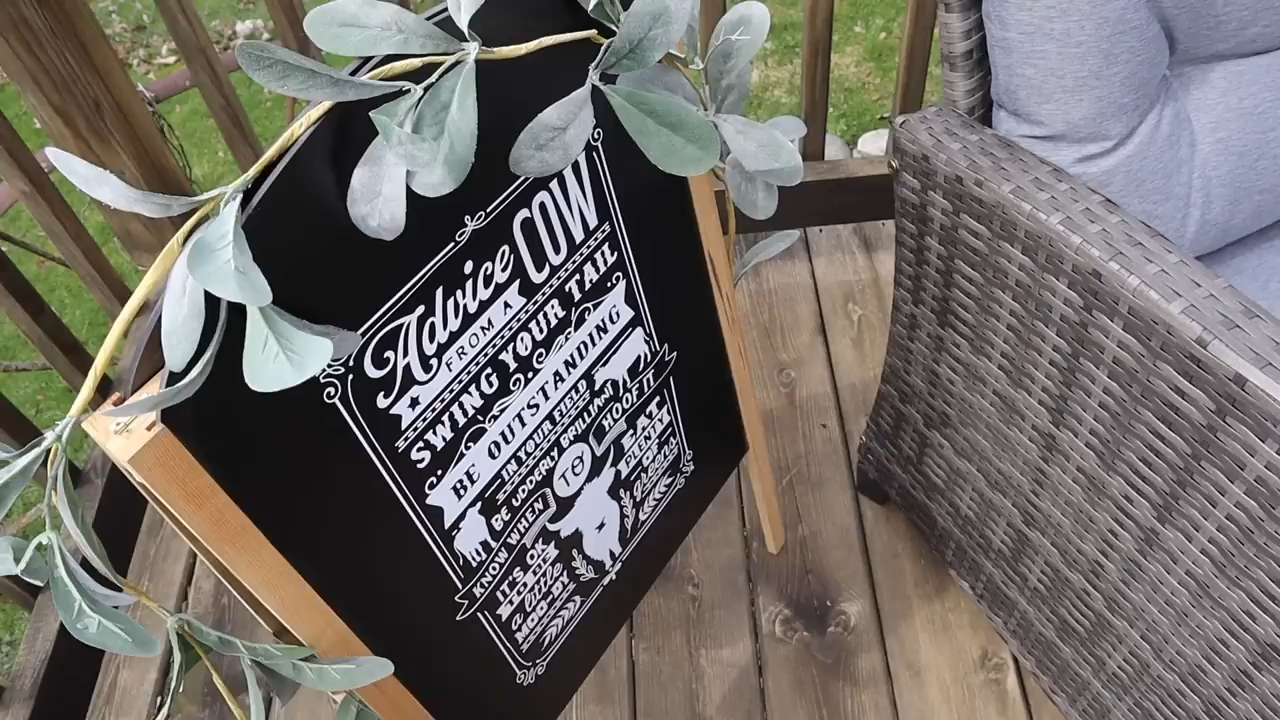 Advice
FROM A
COW
SWING YOUR TAIL
BE OUTSTANDING
IN YOUR FIELD
BE UDDERLY BRILLIANT
KNOW WHEN
TO
HOOF IT
IT'S OK
TO BE
a little
MOO-DY
EAT
PLENTY
OF
greens